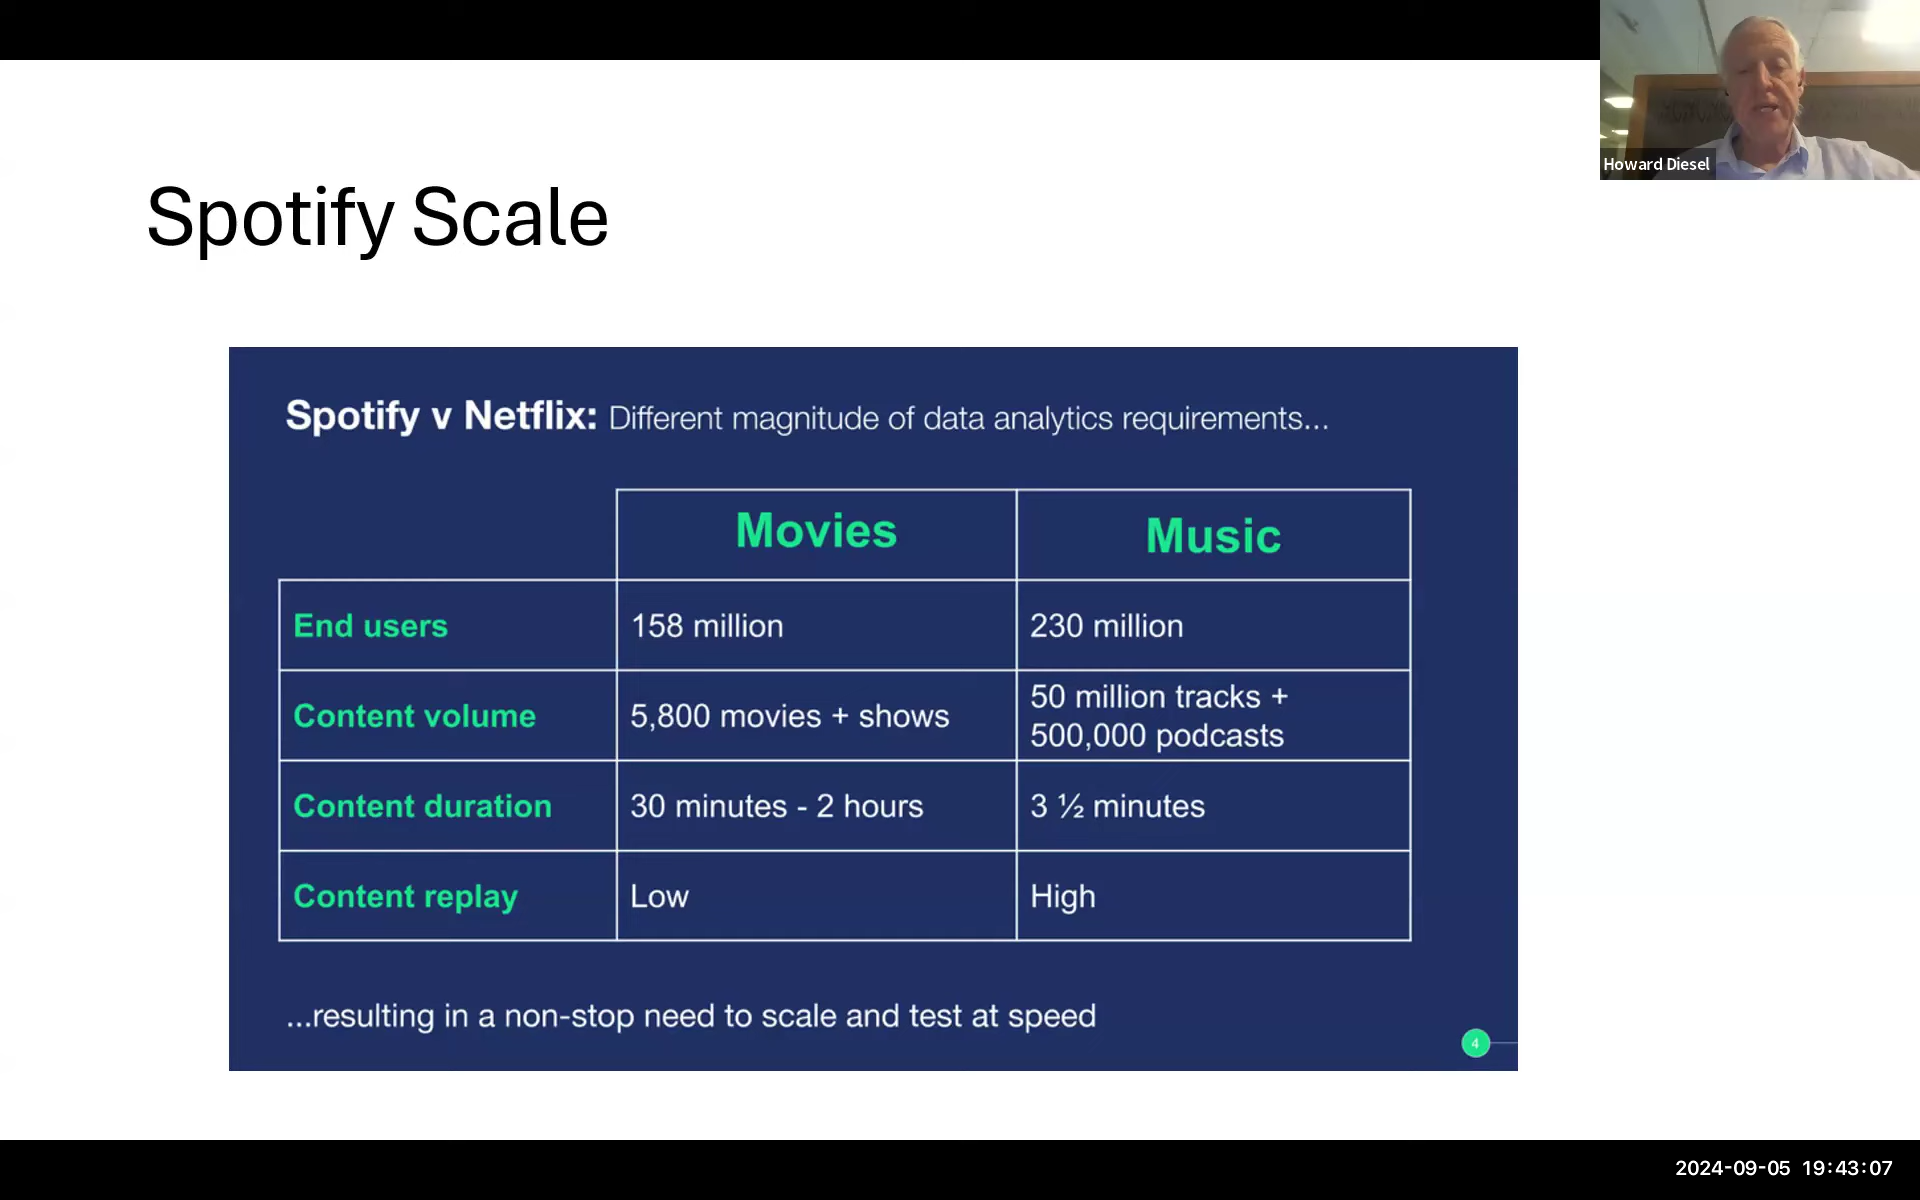 Howard Diesel
Spotify Scale
Spotify v Netflix: Different magnitude of data analytics requirements...
Movies
Music
End users
158 million
230 million
Content volume
5,800 movies + shows
50 million tracks +
500,000 podcasts
Content duration
30 minutes - 2 hours
3 ½ minutes
Content replay
Low
High
...resulting in a non-stop need to scale and test at speed
4
2024-09-05 19:43:07